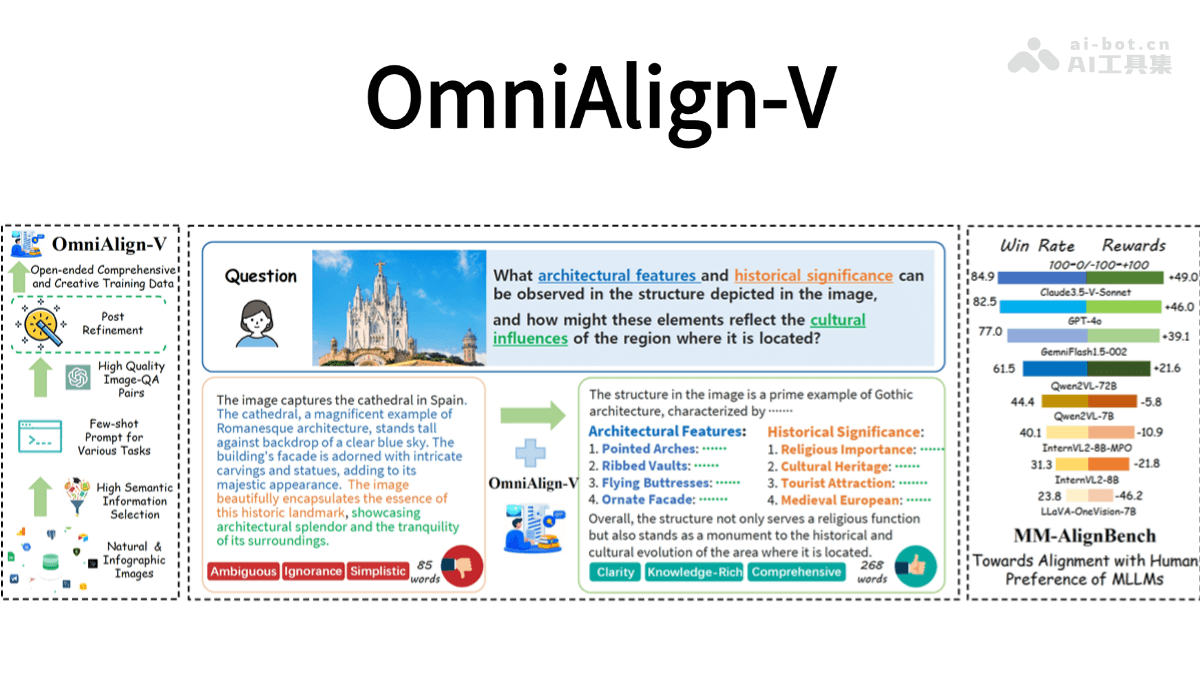 ai-bot.cn
AI工具集
OmniAlign-V
OmniAlign-V
Open-ended Comprehensive
and Creative Training Data
Post
Refinement
High Quality
Image-QA
Pairs
Few-shot
Prompt for
Various Tasks
High Semantic
Information
Selection
Natural &
Infographic
Images
Question
What architectural features and historical significance can
be observed in the structure depicted in the image,
and how might these elements reflect the cultural
influences of the region where it is located?
The image captures the cathedral in Spain.
The cathedral, a magnificent example of
Romanesque architecture, stands tall
against backdrop of a clear blue sky. The
building's facade is adorned with intricate
carvings and statues, adding to its
majestic appearance. The image
beautifully encapsulates the essence of
this historic landmark, showcasing
architectural splendor and the tranquility
of its surroundings.
Ambiguous Ignorance Simplistic
85
words
OmniAlign-V
The structure in the image is a prime example of Gothic
architecture, characterized by ······
Architectural Features:
1. Pointed Arches: ······
2. Ribbed Vaults: ······
3. Flying Buttresses: ······
4. Ornate Facade: ·······
Historical Significance:
1. Religious Importance: ······
2. Cultural Heritage: ······
3. Tourist Attraction: ·······
4. Medieval European: ······
Overall, the structure not only serves a religious function
but also stands as a monument to the historical and
cultural evolution of the area where it is located.
Clarity Knowledge-Rich Comprehensive
268
words
Win Rate Rewards
100~0/-100~+100
84.9 +49.0
Claude3.5-V-Sonnet
82.5 +46.0
GPT-4o
77.0 +39.1
GemniFlash1.5-002
61.5 +21.6
Qwen2VL-72B
44.4 -5.8
Qwen2VL-7B
40.1 -10.9
InternVL2-8B-MPO
31.3 -21.8
InternVL2-8B
23.8 -46.2
LLaVA-OneVision-7B
MM-AlignBench
Towards Alignment with Human
Preference of MLLMs